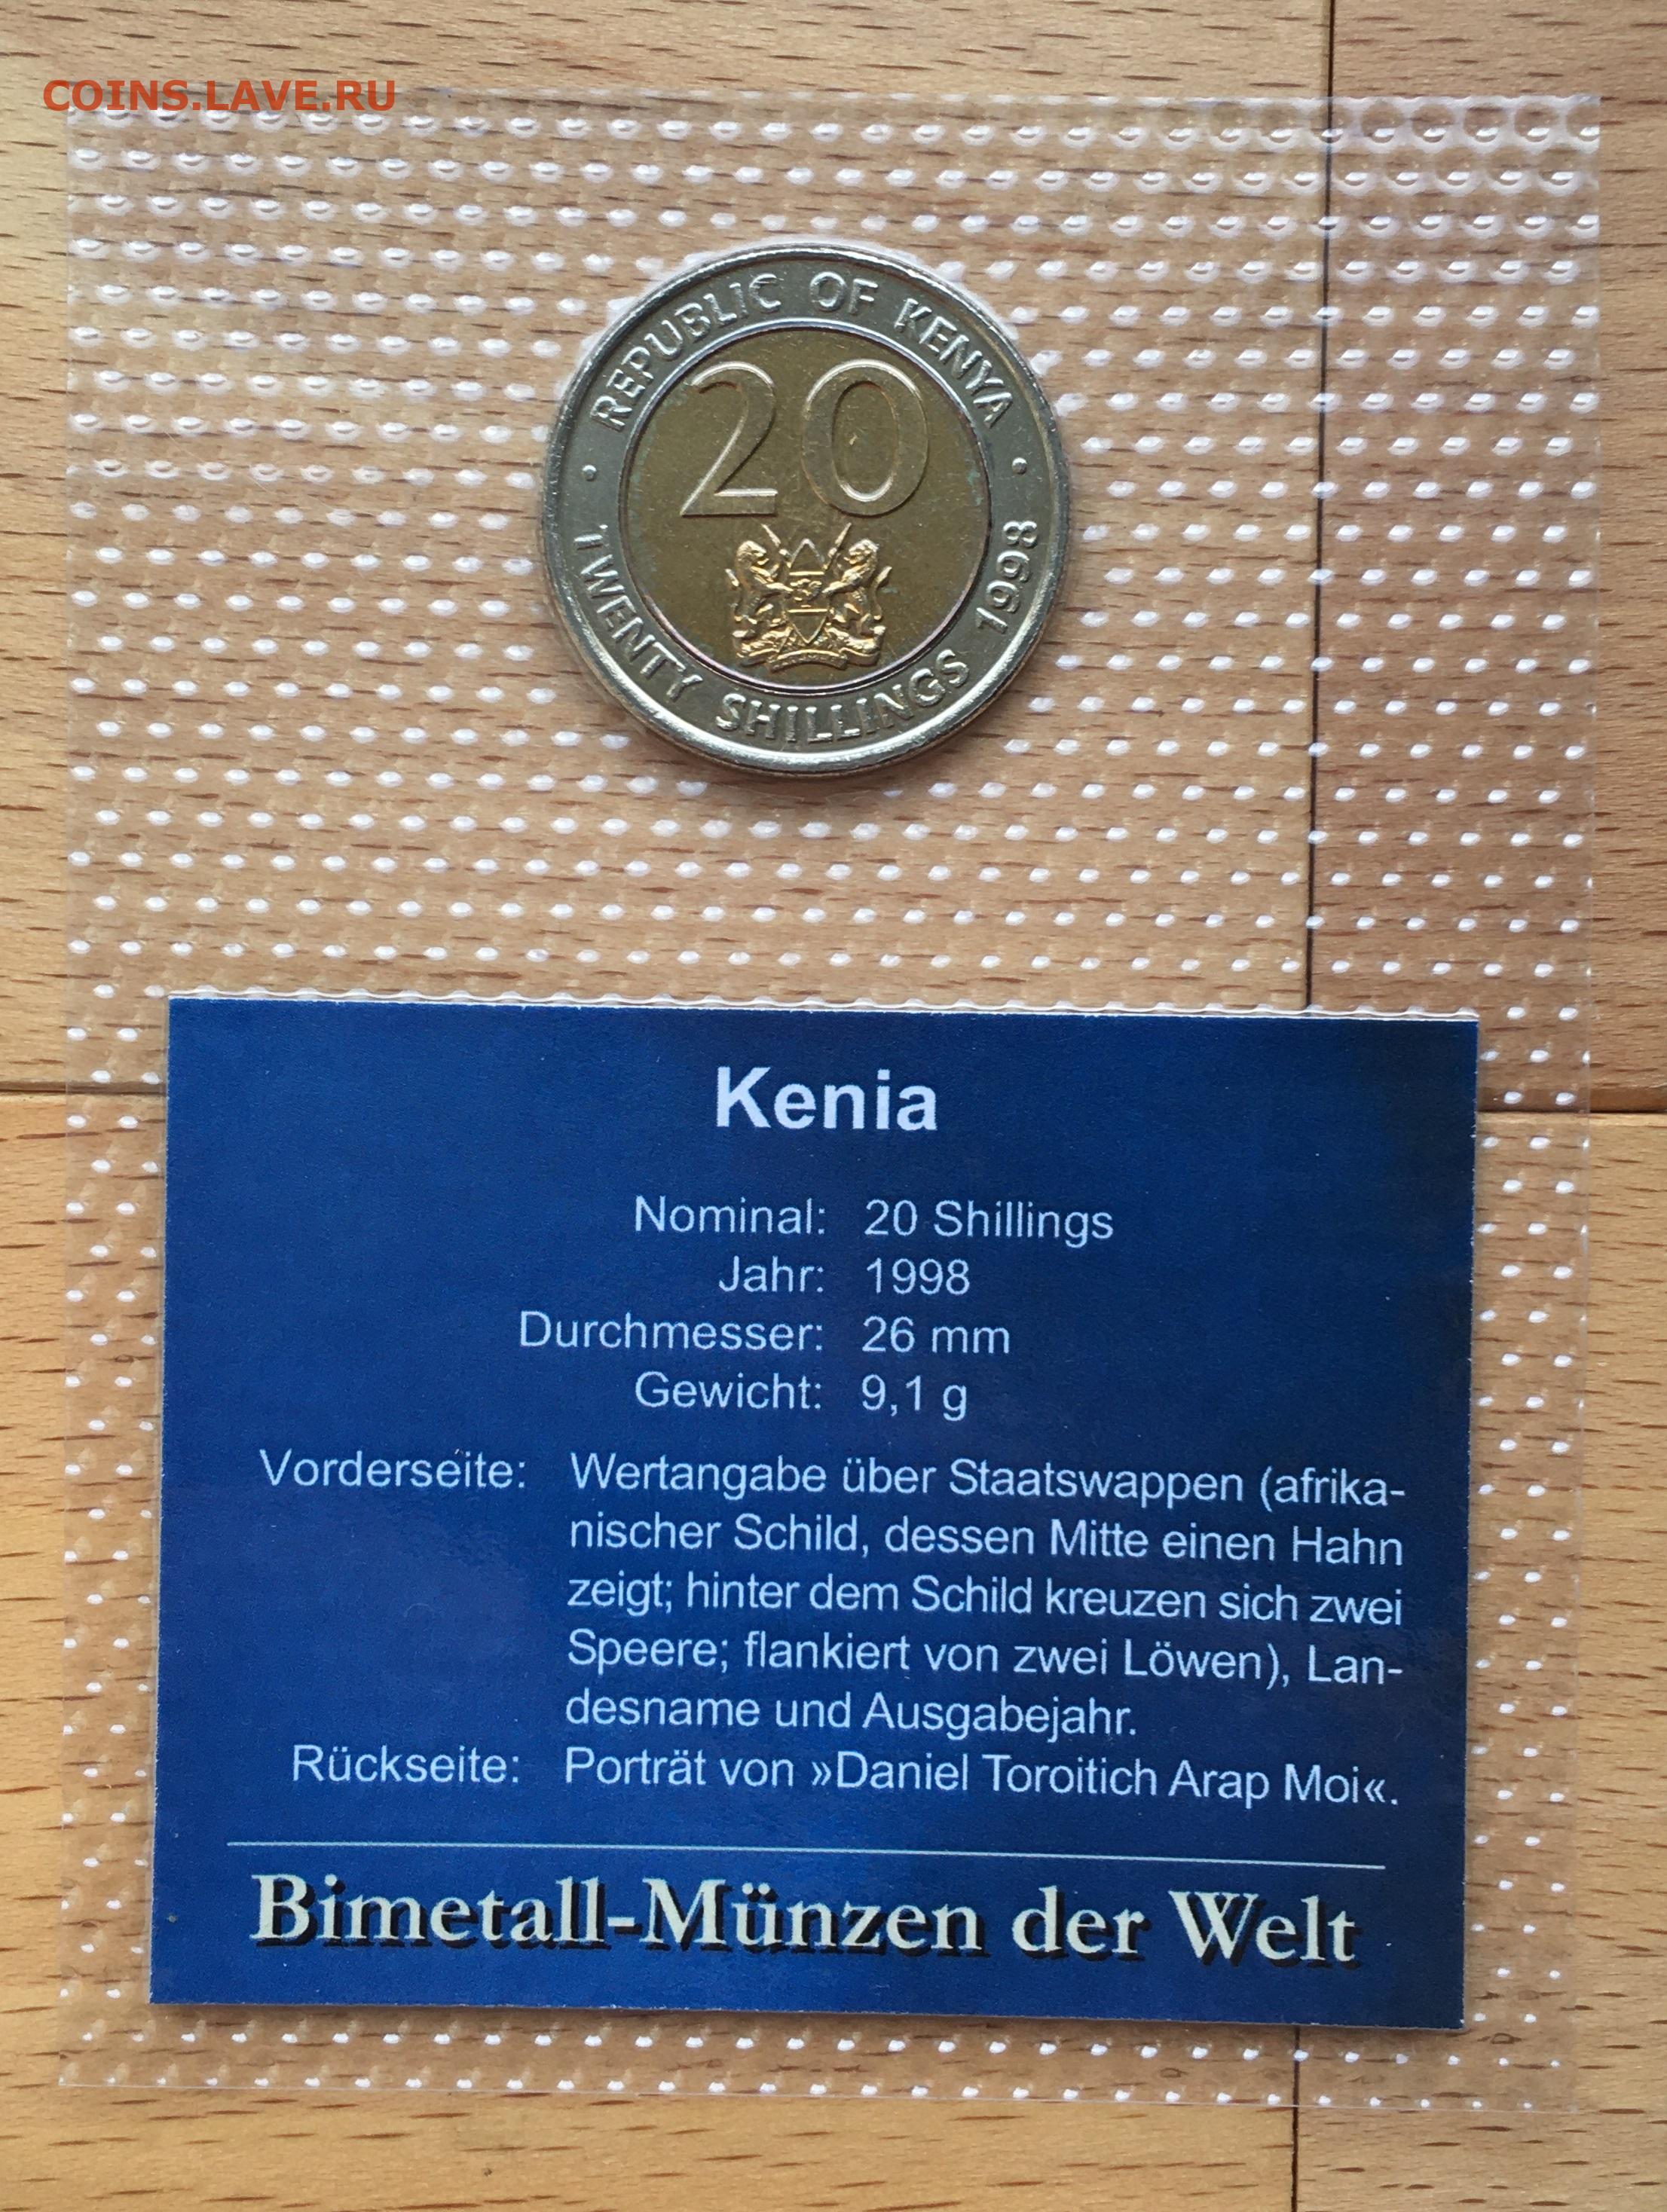 COINS.LAVE.RU
REPUBLIC OF KENYA
20
TWENTY SHILLINGS 1998
Kenia
Nominal: 20 Shillings
Jahr: 1998
Durchmesser: 26 mm
Gewicht: 9,1 g
Vorderseite: Wertangabe über Staatswappen (afrika-
nischer Schild, dessen Mitte einen Hahn
zeigt; hinter dem Schild kreuzen sich zwei
Speere; flankiert von zwei Löwen), Lan-
desname und Ausgabejahr.
Rückseite: Porträt von »Daniel Toroitich Arap Moi«.
Bimetall-Münzen der Welt